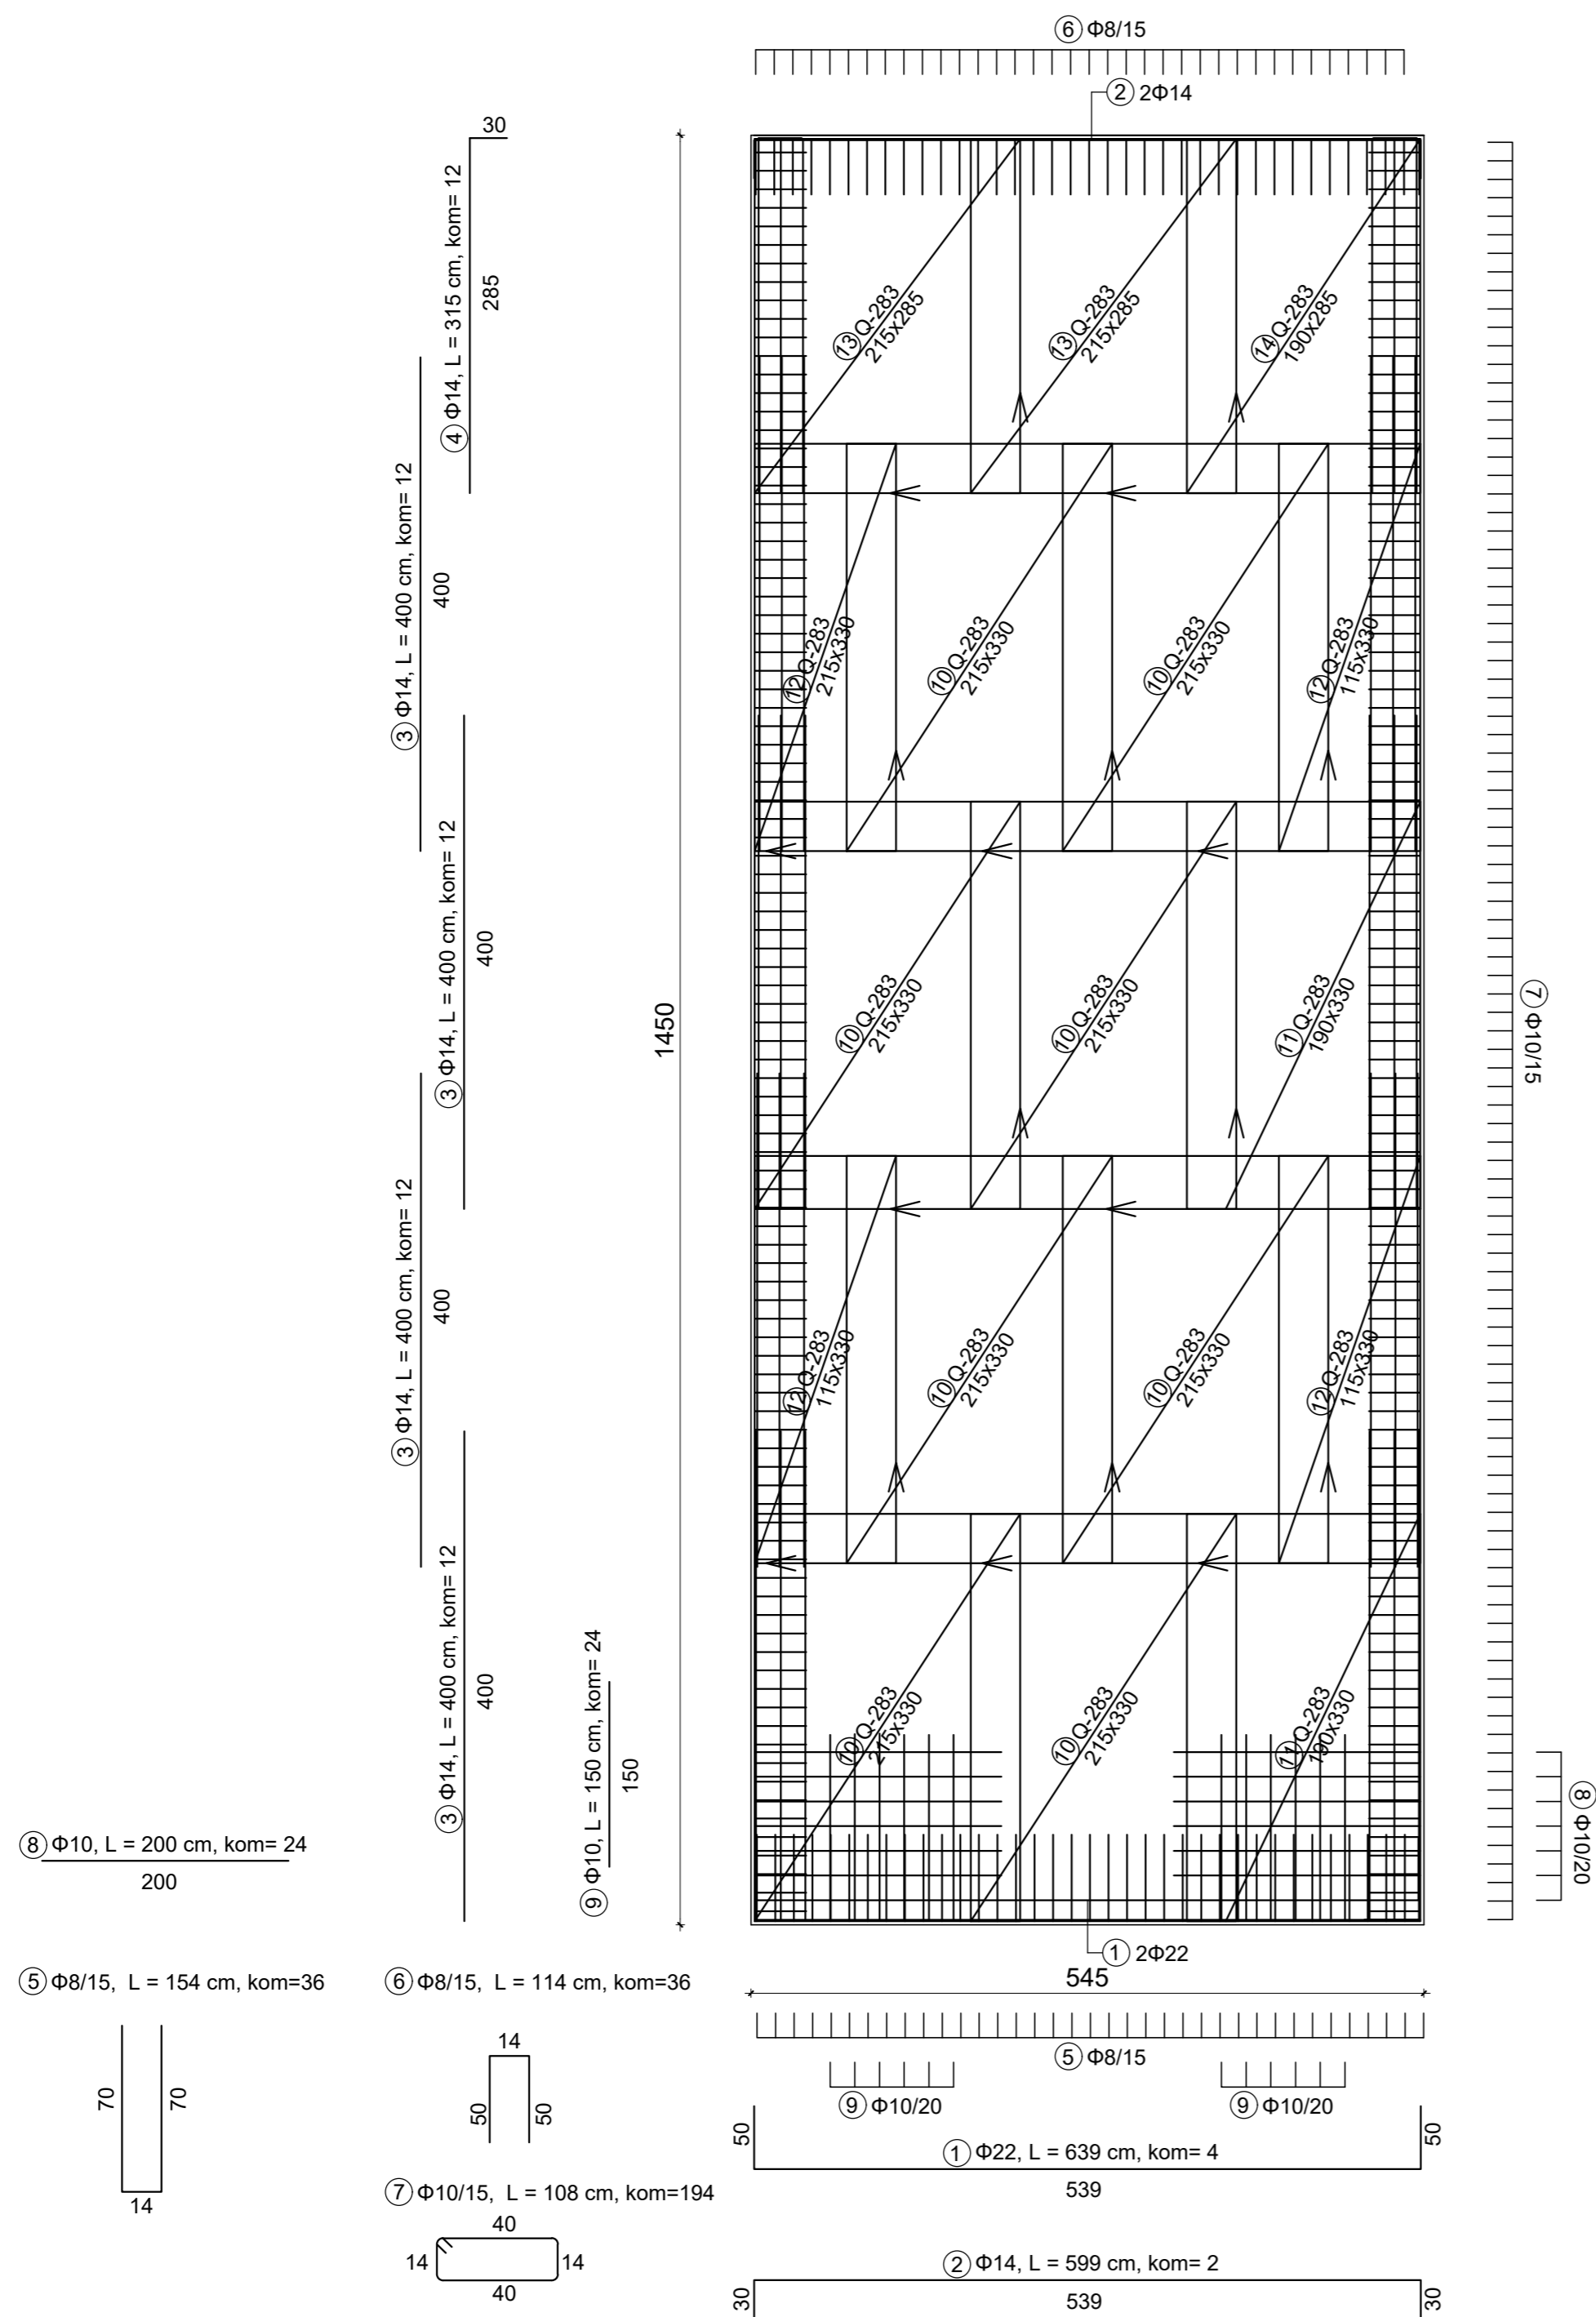 ⑥ Φ8/15
② 2Φ14
30
④ Φ14, L = 315 cm, kom= 12
285
③ Φ14, L = 400 cm, kom= 12
400
③ Φ14, L = 400 cm, kom= 12
400
③ Φ14, L = 400 cm, kom= 12
400
③ Φ14, L = 400 cm, kom= 12
400
⑨ Φ10, L = 150 cm, kom= 24
150
⑧ Φ10, L = 200 cm, kom= 24
200
1450
⑬ Q-283
215x285
⑬ Q-283
215x285
⑭ Q-283
190x285
⑫ Q-283
215x330
⑩ Q-283
215x330
⑩ Q-283
215x330
⑫ Q-283
115x330
⑩ Q-283
215x330
⑩ Q-283
215x330
⑪ Q-283
190x330
⑫ Q-283
115x330
⑩ Q-283
215x330
⑩ Q-283
215x330
⑫ Q-283
115x330
⑩ Q-283
215x330
⑩ Q-283
215x330
⑪ Q-283
190x330
⑦ Φ10/15
⑧ Φ10/20
① 2Φ22
545
⑤ Φ8/15
⑨ Φ10/20
⑨ Φ10/20
⑤ Φ8/15, L = 154 cm, kom=36
70
70
14
⑥ Φ8/15, L = 114 cm, kom=36
14
50
50
⑦ Φ10/15, L = 108 cm, kom=194
40
14
14
40
50
① Φ22, L = 639 cm, kom= 4
50
539
② Φ14, L = 599 cm, kom= 2
30
539
30